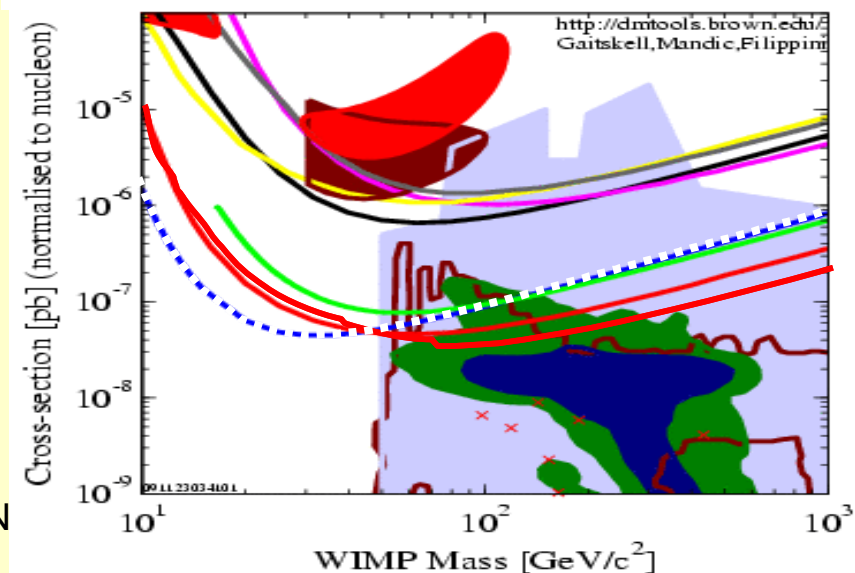 http://dmtools.brown.edu/
Gaitskell,Mandic,Filippin
Cross-section [pb] (normalised to nucleon)
10⁻⁵
10⁻⁶
10⁻⁷
10⁻⁸
10⁻⁹
N
10¹
10²
10³
WIMP Mass [GeV/c²]